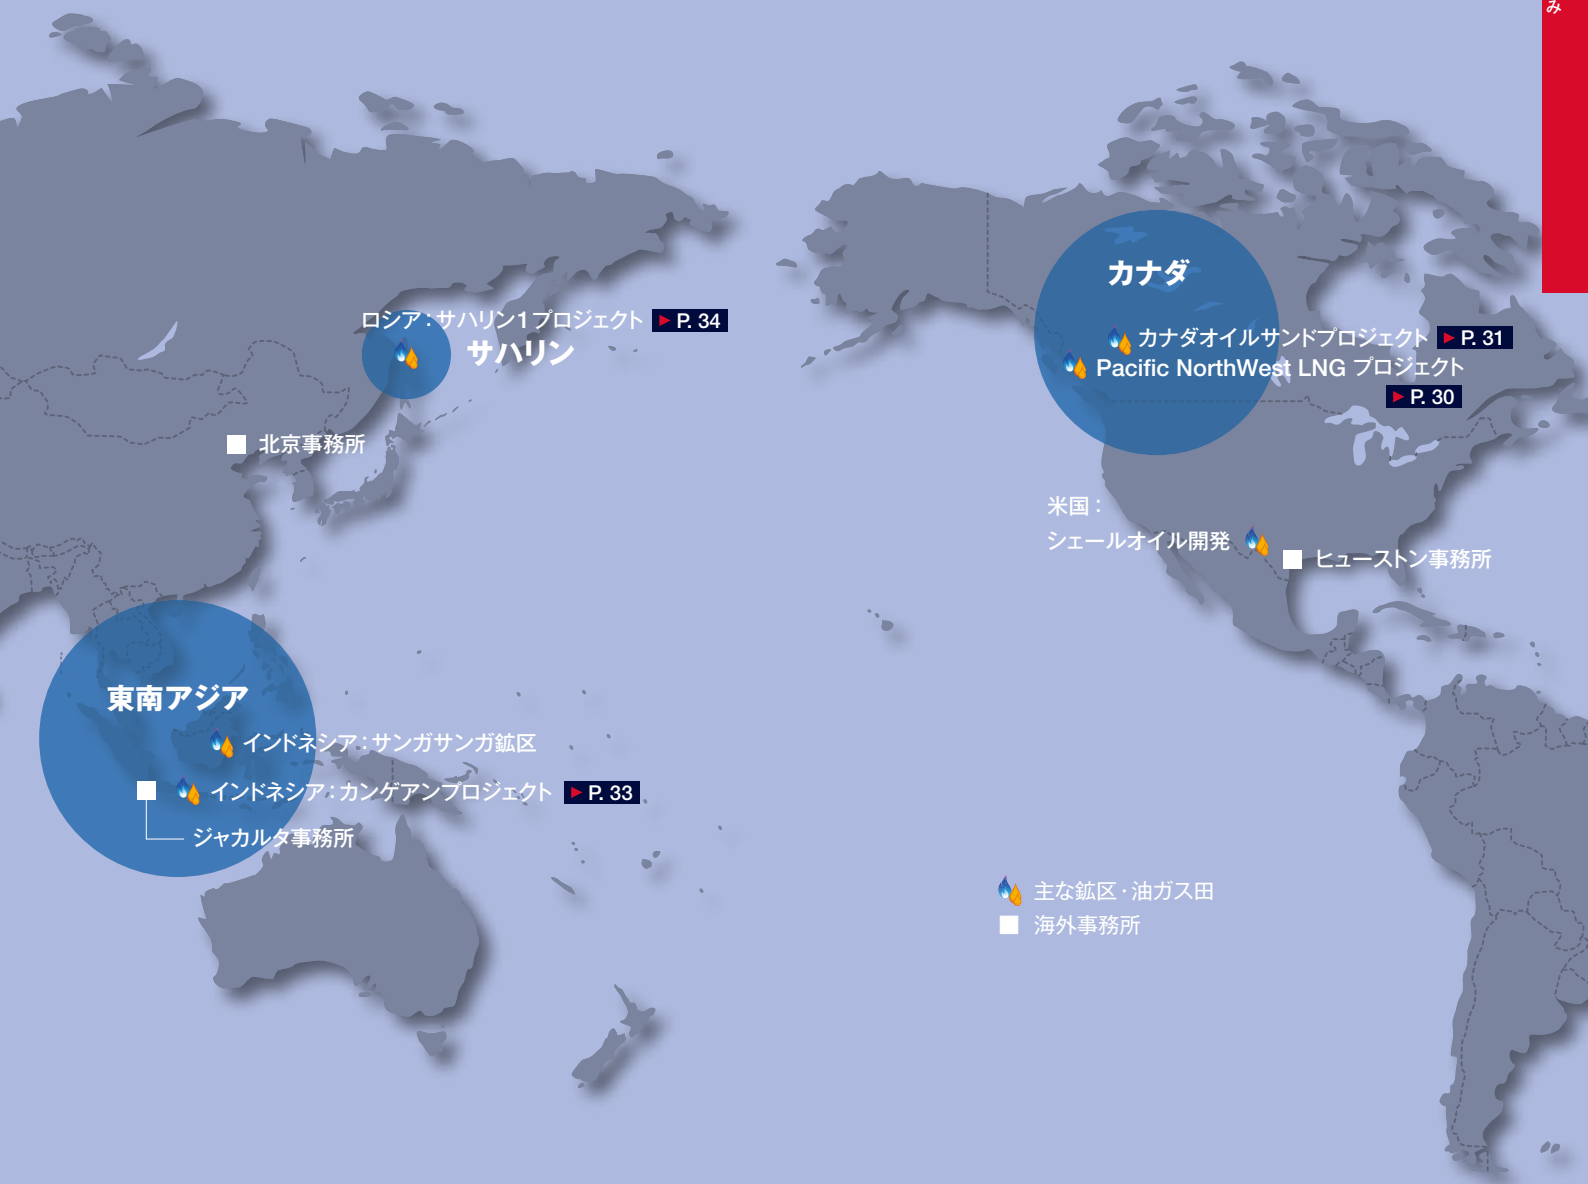 み
カナダ
ロシア：サハリン1プロジェクト ▶ P. 34
サハリン
カナダオイルサンドプロジェクト ▶ P. 31
Pacific NorthWest LNG プロジェクト
▶ P. 30
北京事務所
米国：
シェールオイル開発
ヒューストン事務所
東南アジア
インドネシア：サンガサンガ鉱区
インドネシア：カンゲアンプロジェクト ▶ P. 33
ジャカルタ事務所
主な鉱区・油ガス田
海外事務所